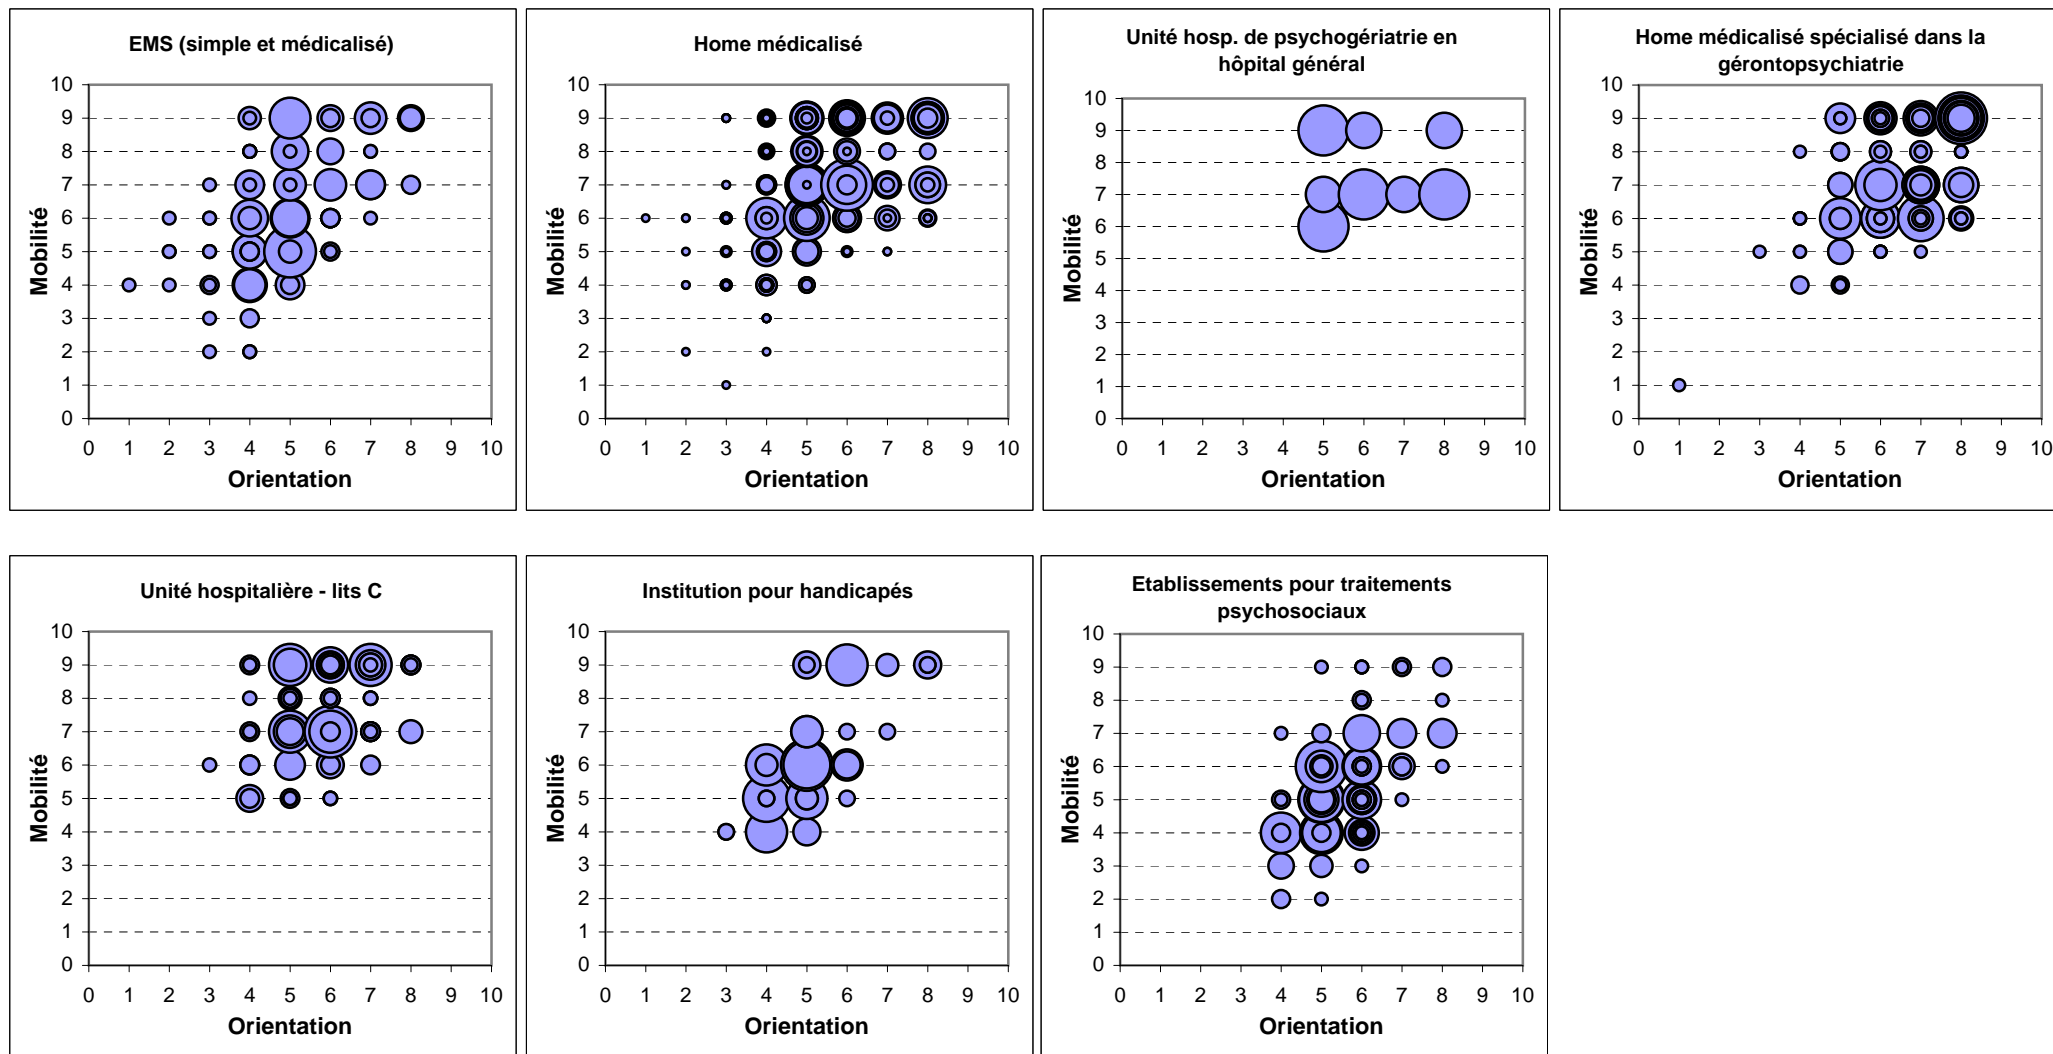 EMS (simple et médicalisé)
10
9
8
7
6
5
4
3
2
1
0
0 1 2 3 4 5 6 7 8 9 10
Mobilité
Orientation
Home médicalisé
10
9
8
7
6
5
4
3
2
1
0
0 1 2 3 4 5 6 7 8 9 10
Mobilité
Orientation
Unité hosp. de psychogériatrie en
hôpital général
10
9
8
7
6
5
4
3
2
1
0
0 1 2 3 4 5 6 7 8 9 10
Mobilité
Orientation
Home médicalisé spécialisé dans la
gérontopsychiatrie
10
9
8
7
6
5
4
3
2
1
0
0 1 2 3 4 5 6 7 8 9 10
Mobilité
Orientation
Unité hospitalière - lits C
10
9
8
7
6
5
4
3
2
1
0
0 1 2 3 4 5 6 7 8 9 10
Mobilité
Orientation
Institution pour handicapés
10
9
8
7
6
5
4
3
2
1
0
0 1 2 3 4 5 6 7 8 9 10
Mobilité
Orientation
Etablissements pour traitements
psychosociaux
10
9
8
7
6
5
4
3
2
1
0
0 1 2 3 4 5 6 7 8 9 10
Mobilité
Orientation